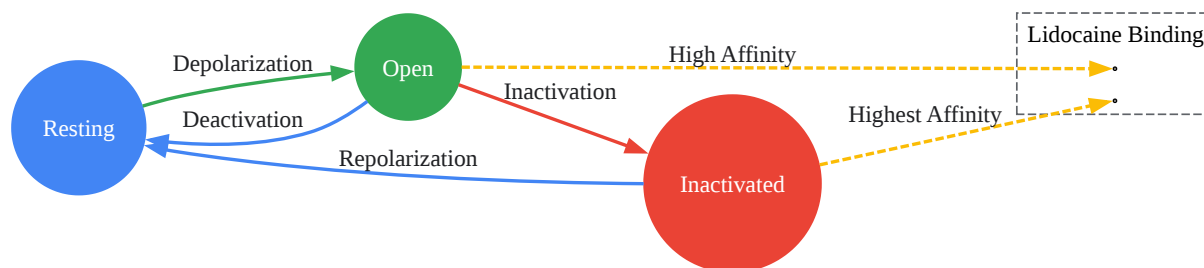 Lidocaine Binding
High Affinity
Depolarization
Open
Inactivation
Highest Affinity
Deactivation
Resting
Repolarization
Inactivated